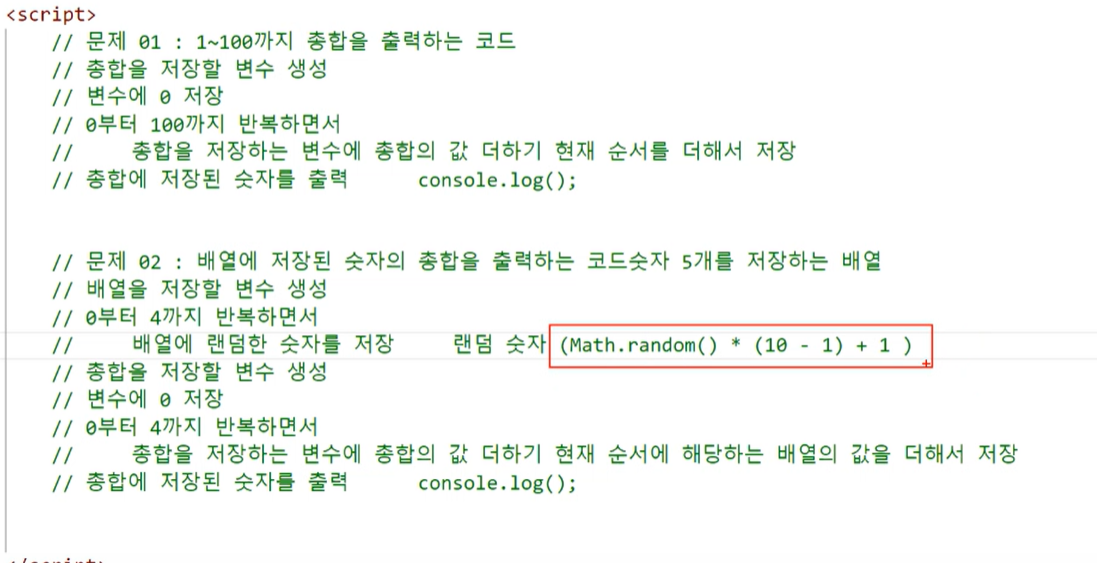 <script>
// 문제 01 : 1~100까지 총합을 출력하는 코드
// 총합을 저장할 변수 생성
// 변수에 0 저장
// 0부터 100까지 반복하면서
// 총합을 저장하는 변수에 총합의 값 더하기 현재 순서를 더해서 저장
// 총합에 저장된 숫자를 출력 console.log();
// 문제 02 : 배열에 저장된 숫자의 총합을 출력하는 코드숫자 5개를 저장하는 배열
// 배열을 저장할 변수 생성
// 0부터 4까지 반복하면서
// 배열에 랜덤한 숫자를 저장 랜덤 숫자 (Math.random() * (10 - 1) + 1 )
// 총합을 저장할 변수 생성
// 변수에 0 저장
// 0부터 4까지 반복하면서
// 총합을 저장하는 변수에 총합의 값 더하기 현재 순서에 해당하는 배열의 값을 더해서 저장
// 총합에 저장된 숫자를 출력 console.log();